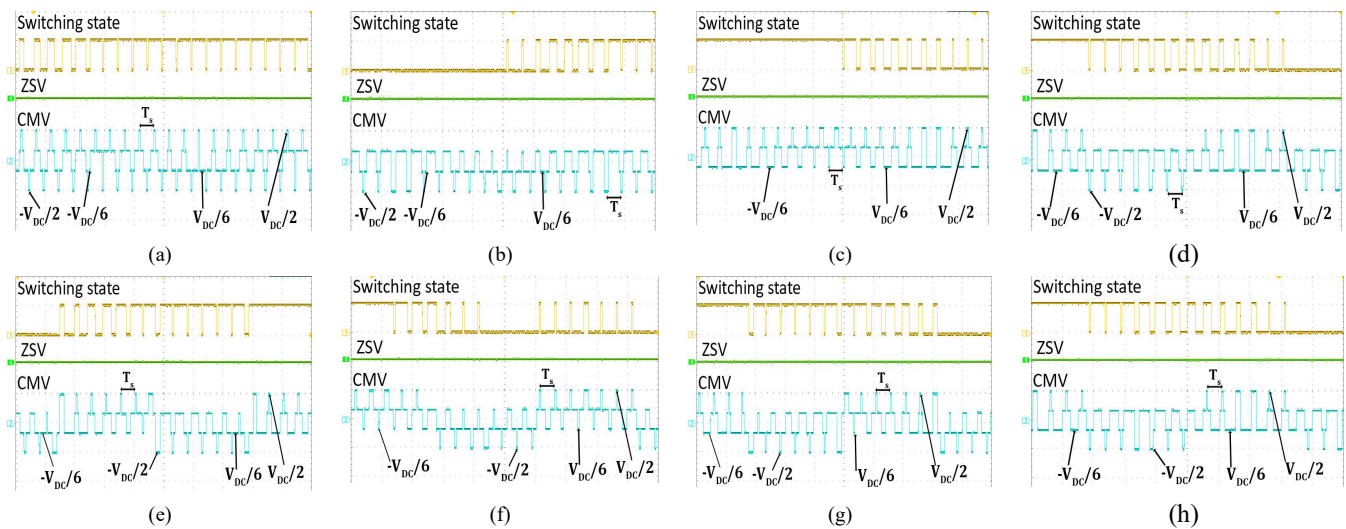 Switching state
ZSV
CMV
T_s
-V_DC/2 -V_DC/6 V_DC/6 V_DC/2
(a)
Switching state
ZSV
CMV
-V_DC/2 -V_DC/6 V_DC/6 T_s
(b)
Switching state
ZSV
CMV
-V_DC/6 T_s V_DC/6 V_DC/2
(c)
Switching state
ZSV
CMV
-V_DC/6 -V_DC/2 T_s V_DC/6 V_DC/2
(d)
Switching state
ZSV
CMV
T_s
-V_DC/6 -V_DC/2 V_DC/6 V_DC/2
(e)
Switching state
ZSV
CMV
T_s
-V_DC/6 -V_DC/2 V_DC/6 V_DC/2
(f)
Switching state
ZSV
CMV
T_s
-V_DC/6 -V_DC/2 V_DC/6 V_DC/2
(g)
Switching state
ZSV
CMV
T_s
-V_DC/6 -V_DC/2 V_DC/6 V_DC/2
(h)